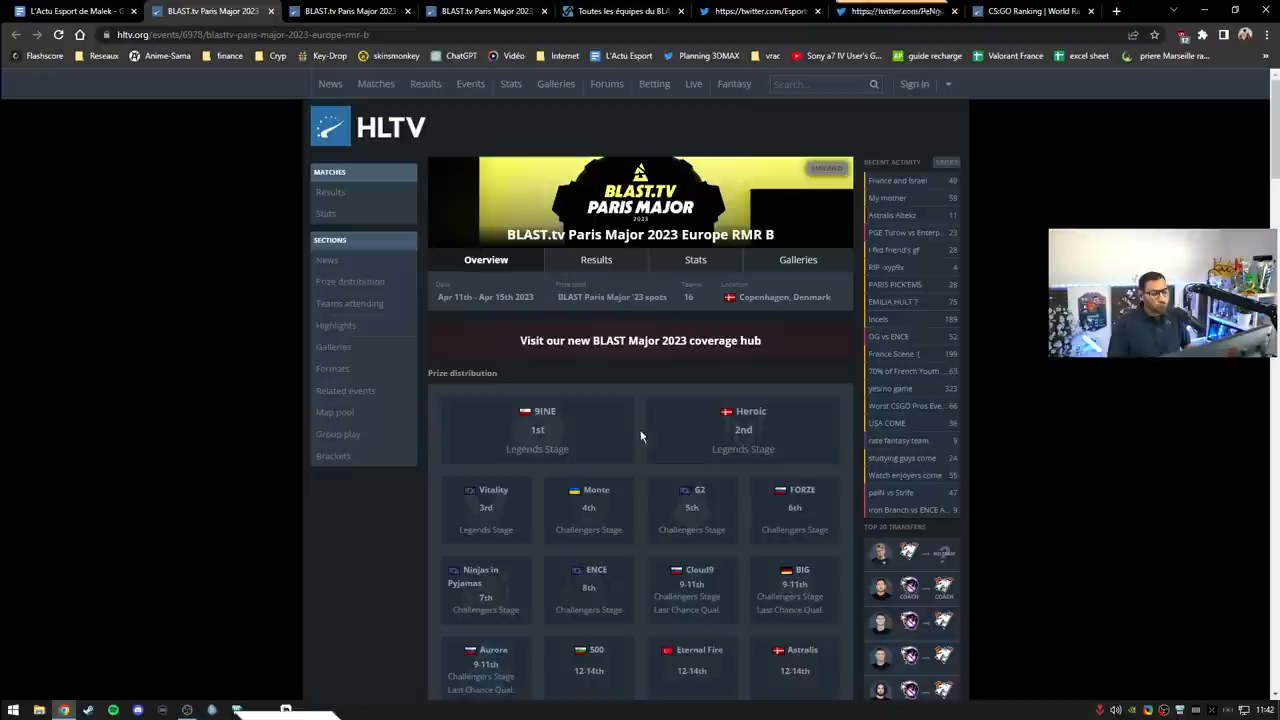 L'Actu Esport de Malek - D
BLAST.tv Paris Major 2023
BLAST.tv Paris Major 2023
BLAST.tv Paris Major 2023
Toutes les équipes du BLAST
https://twitter.com/Esports
https://twitter.com/PeNg
CS:GO Ranking | World Ra
hltv.org/events/6978/blasttv-paris-major-2023-europe-rmr-b
Flashscore
Reseaux
Anime-Sama
finance
Cryp
Key-Drop
skinsmonkey
ChatGPT
Vidéo
Internet
L'Actu Esport
Planning 3DMAX
vrac
Sony a7 IV User's G...
guide recharge
Valorant France
excel sheet
priere Marseille ra...
News
Matches
Results
Events
Stats
Galleries
Forums
Betting
Live
Fantasy
Search...
Sign in
HLTV
MATCHES
Results
Stats
SECTIONS
News
Prize distribution
Teams attending
Highlights
Galleries
Formats
Related events
Map pool
Group play
Brackets
BLAST.TV
PARIS MAJOR
2023
BLAST.tv Paris Major 2023 Europe RMR B
Overview
Results
Stats
Galleries
Date
Prize pool
Teams
Location
Apr 11th - Apr 15th 2023
BLAST Paris Major '23 spots
16
Copenhagen, Denmark
Visit our new BLAST Major 2023 coverage hub
Prize distribution
9INE
1st
Legends Stage
Heroic
2nd
Legends Stage
Vitality
3rd
Legends Stage
Monte
4th
Challengers Stage
G2
5th
Challengers Stage
FORZE
6th
Challengers Stage
Ninjas in
Pyjamas
7th
Challengers Stage
ENCE
8th
Challengers Stage
Cloud9
9-11th
Challengers Stage
Last Chance Qual.
BIG
9-11th
Challengers Stage
Last Chance Qual.
Aurora
9-11th
Challengers Stage
Last Chance Qual.
500
12-14th
Eternal Fire
12-14th
Astralis
12-14th
RECENT ACTIVITY
France and Israel 49
My mother 59
Astralis Altekz 11
PGE Turow vs Enterp... 23
friend's gf 28
RIP -xyp9x 4
PARIS PICK'EMS 26
EMILIA HULT ? 75
Incels 189
OG vs ENCE 52
France Scene :( 199
70% of French Youth ... 63
yes/no game 323
Worst CSGO Pros Eve... 66
USA COME 36
rate fantasy team 9
studying guys come 24
Watch enjoyers come 55
paiN vs Strife 47
Iron Branch vs ENCE A... 9
TOP 20 TRANSFERS
NO TEAM
COACH
COACH
11:42